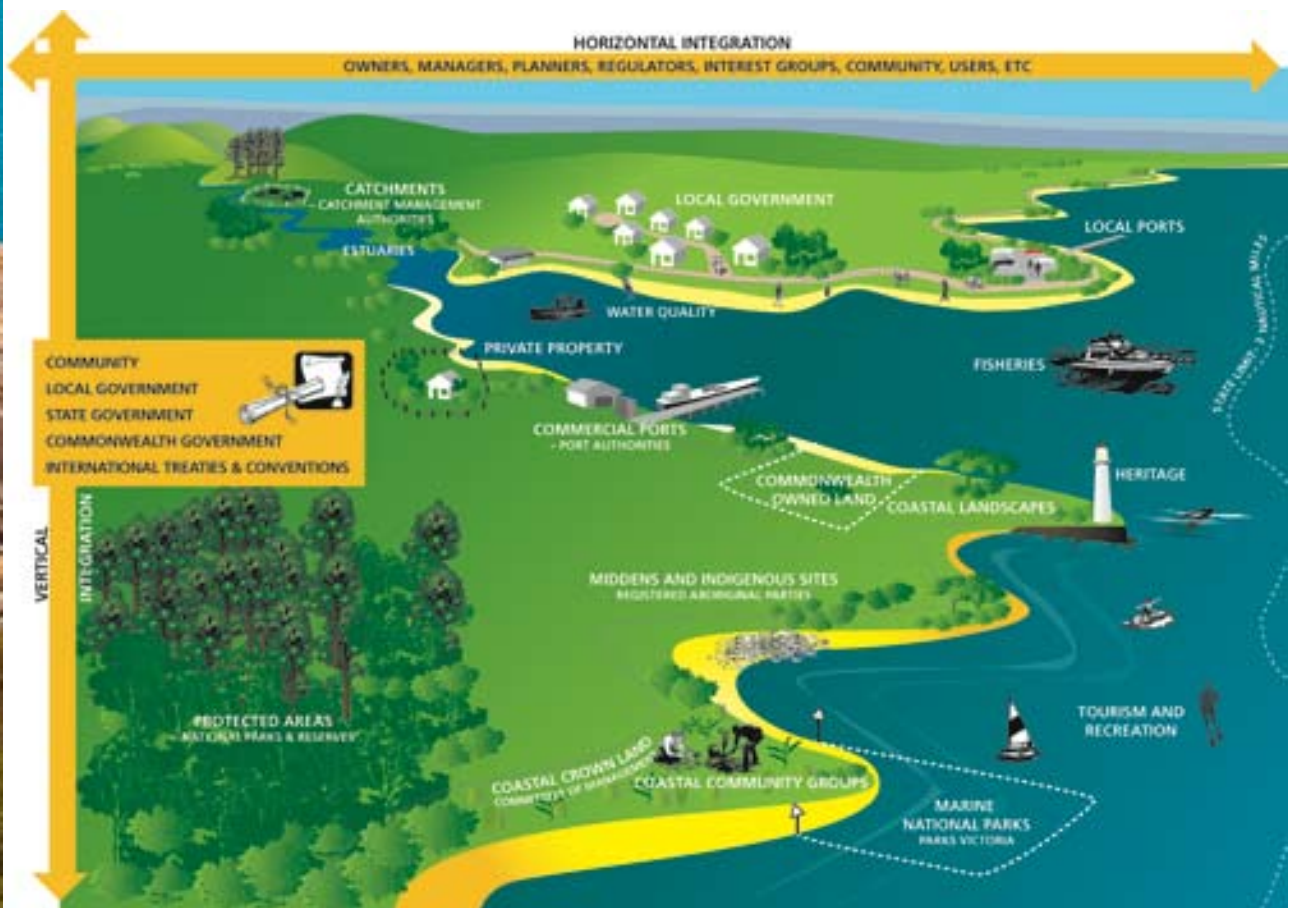 HORIZONTAL INTEGRATION
OWNERS, MANAGERS, PLANNERS, REGULATORS, INTEREST GROUPS, COMMUNITY, USERS, ETC
CATCHMENTS
– CATCHMENT MANAGEMENT
AUTHORITIES
LOCAL GOVERNMENT
LOCAL PORTS
ESTUARIES
STATE LIMIT: 3 NAUTICAL MILES
WATER QUALITY
PRIVATE PROPERTY
FISHERIES
COMMUNITY
LOCAL GOVERNMENT
STATE GOVERNMENT
COMMONWEALTH GOVERNMENT
INTERNATIONAL TREATIES & CONVENTIONS
COMMERCIAL PORTS
– PORT AUTHORITIES
COMMONWEALTH
OWNED LAND
HERITAGE
COASTAL LANDSCAPES
VERTICAL
INTEGRATION
MIDDENS AND INDIGENOUS SITES
REGISTERED ABORIGINAL PARTIES
PROTECTED AREAS
– NATIONAL PARKS & RESERVES
TOURISM AND
RECREATION
COASTAL CROWN LAND
COMMITTEES OF MANAGEMENT
COASTAL COMMUNITY GROUPS
MARINE
NATIONAL PARKS
PARKS VICTORIA